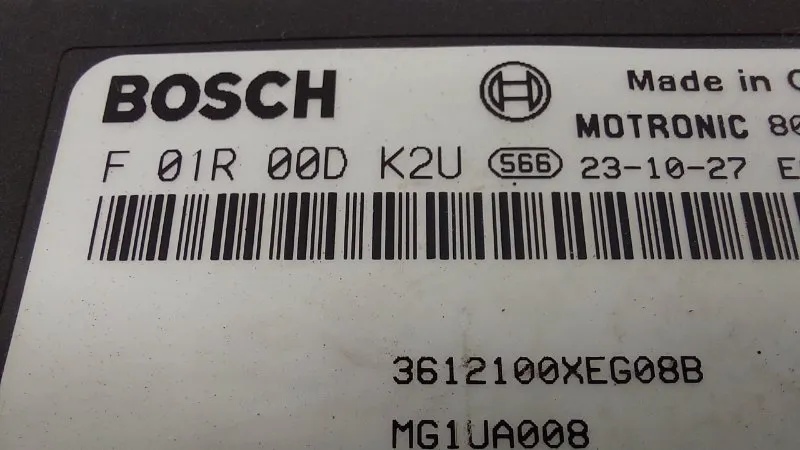 BOSCH
Made in
MOTRONIC
F 01R 00D K2U 566 23-10-27
3612100XEG08B
MG1UA008